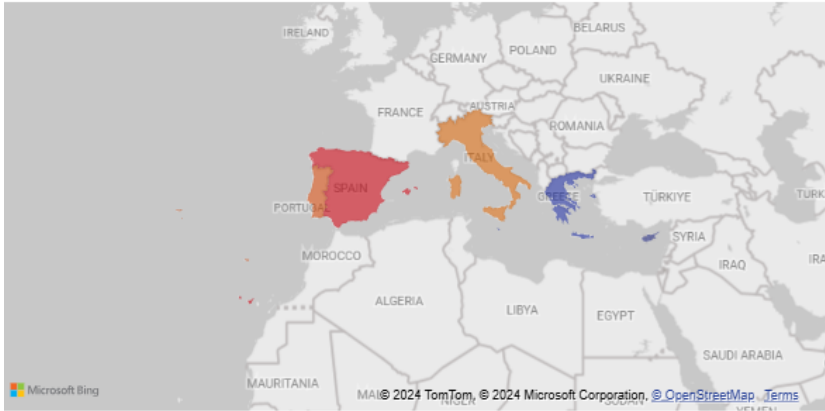 IRELAND
BELARUS
POLAND
GERMANY
UKRAINE
FRANCE
AUSTRIA
ROMANIA
ITALY
SPAIN
PORTUGAL
GREECE
TÜRKIYE
SYRIA
MOROCCO
IRAQ
ALGERIA
LIBYA
EGYPT
SAUDI ARABIA
MAURITANIA
Microsoft Bing
© 2024 TomTom, © 2024 Microsoft Corporation, © OpenStreetMap Terms